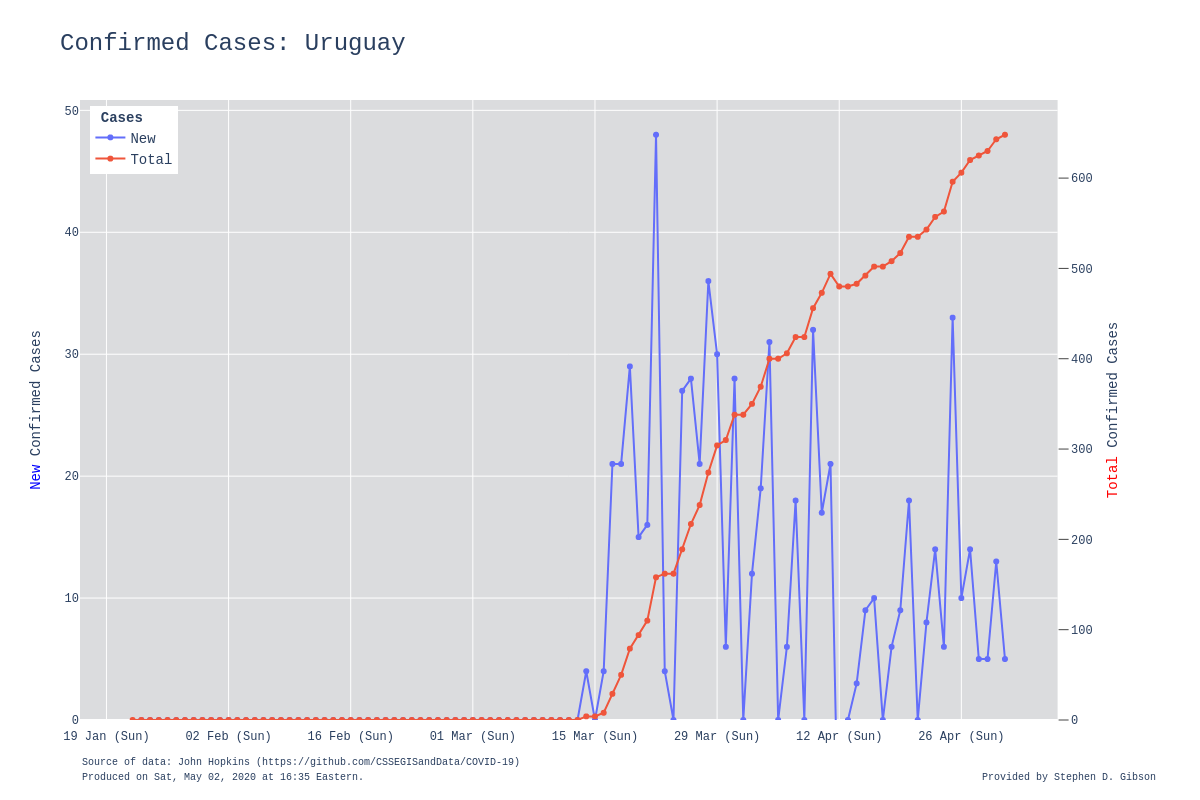 Confirmed Cases: Uruguay
Cases
New
Total
50
40
30
20
10
0
600
500
400
300
200
100
0
New Confirmed Cases
Total Confirmed Cases
19 Jan (Sun) 02 Feb (Sun) 16 Feb (Sun) 01 Mar (Sun) 15 Mar (Sun) 29 Mar (Sun) 12 Apr (Sun) 26 Apr (Sun)
Source of data: John Hopkins (https://github.com/CSSEGISandData/COVID-19)
Produced on Sat, May 02, 2020 at 16:35 Eastern.
Provided by Stephen D. Gibson